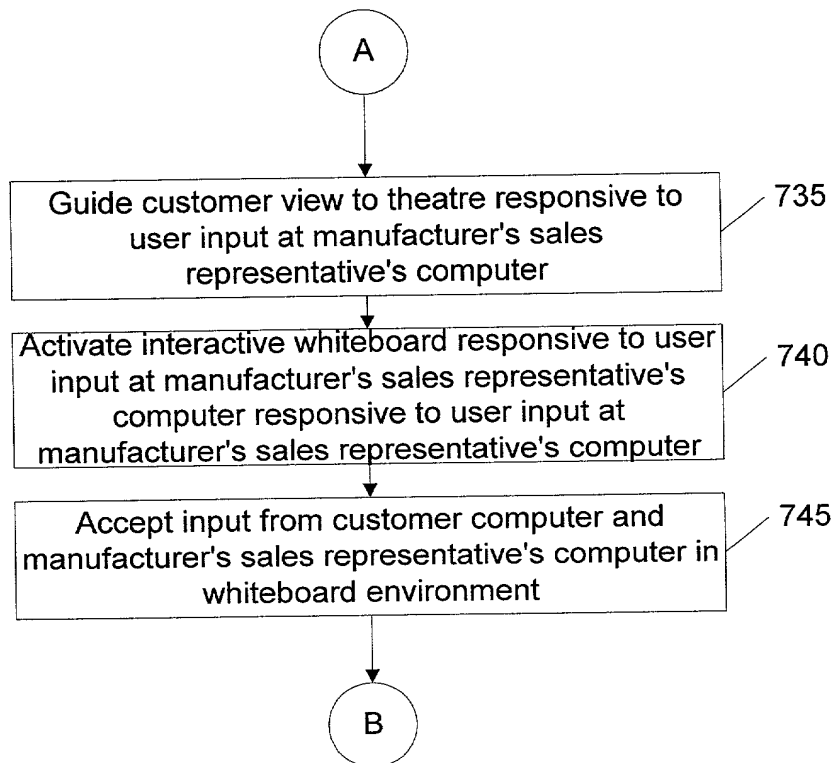 A
Guide customer view to theatre responsive to
user input at manufacturer's sales
representative's computer
735
Activate interactive whiteboard responsive to user
input at manufacturer's sales representative's
computer responsive to user input at
manufacturer's sales representative's computer
740
Accept input from customer computer and
manufacturer's sales representative's computer in
whiteboard environment
745
B